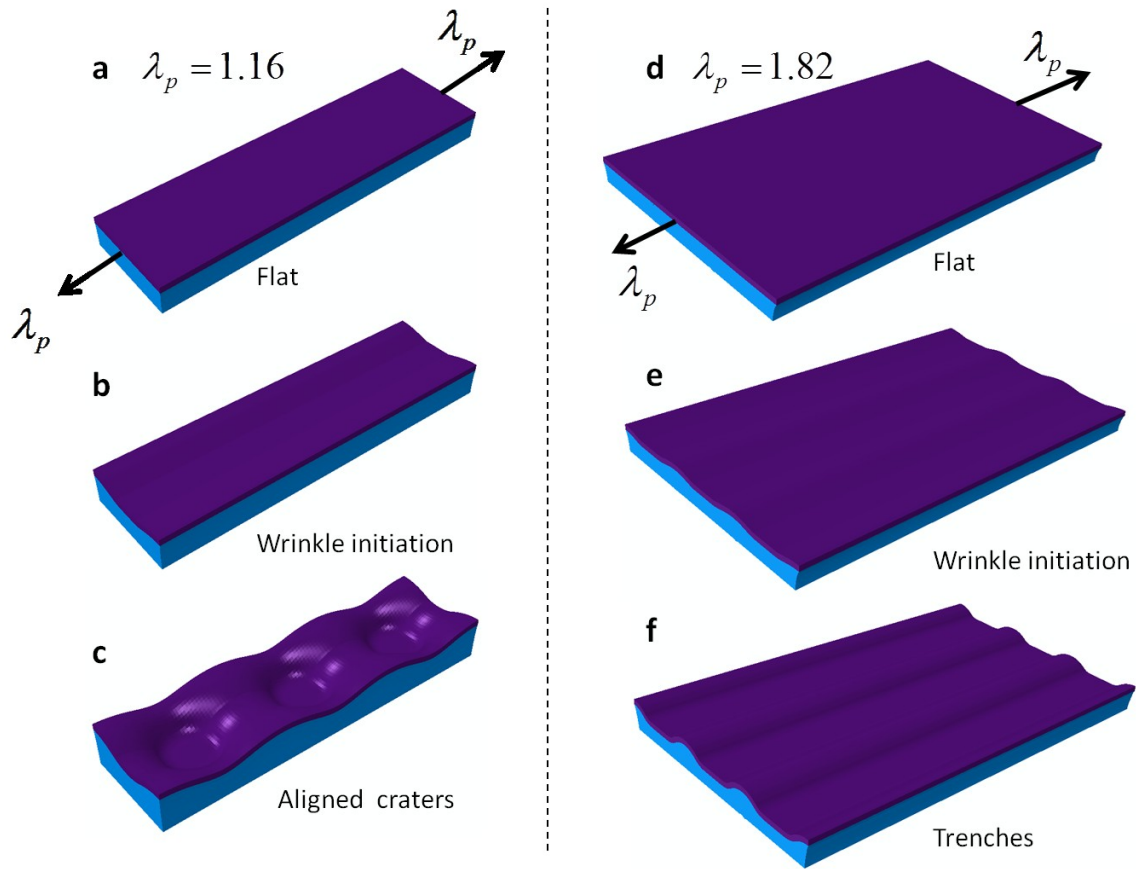 a λp = 1.16
λp
Flat
λp
b
Wrinkle initiation
c
Aligned craters
d λp = 1.82
λp
Flat
λp
e
Wrinkle initiation
f
Trenches